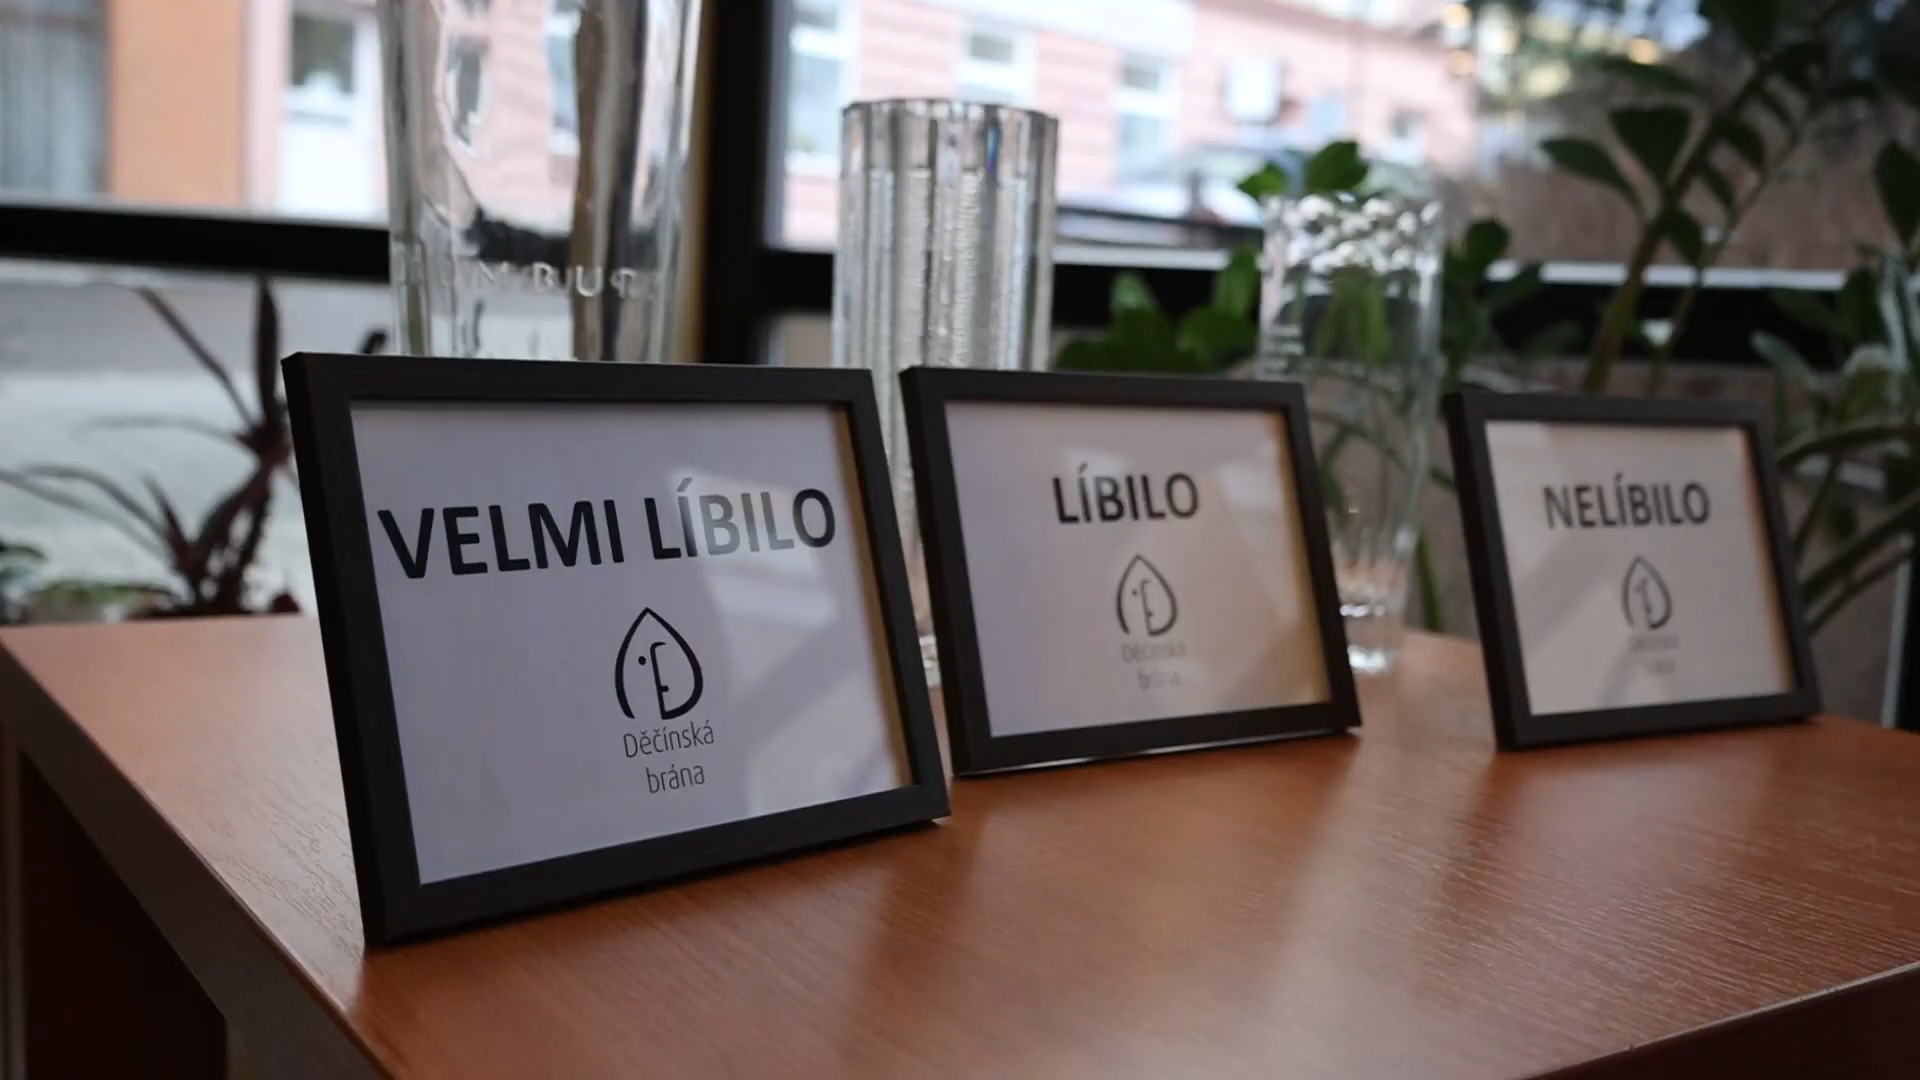 VELMI LÍBILO
Děčínská
brána
LÍBILO
Děčínská
brána
NELÍBILO